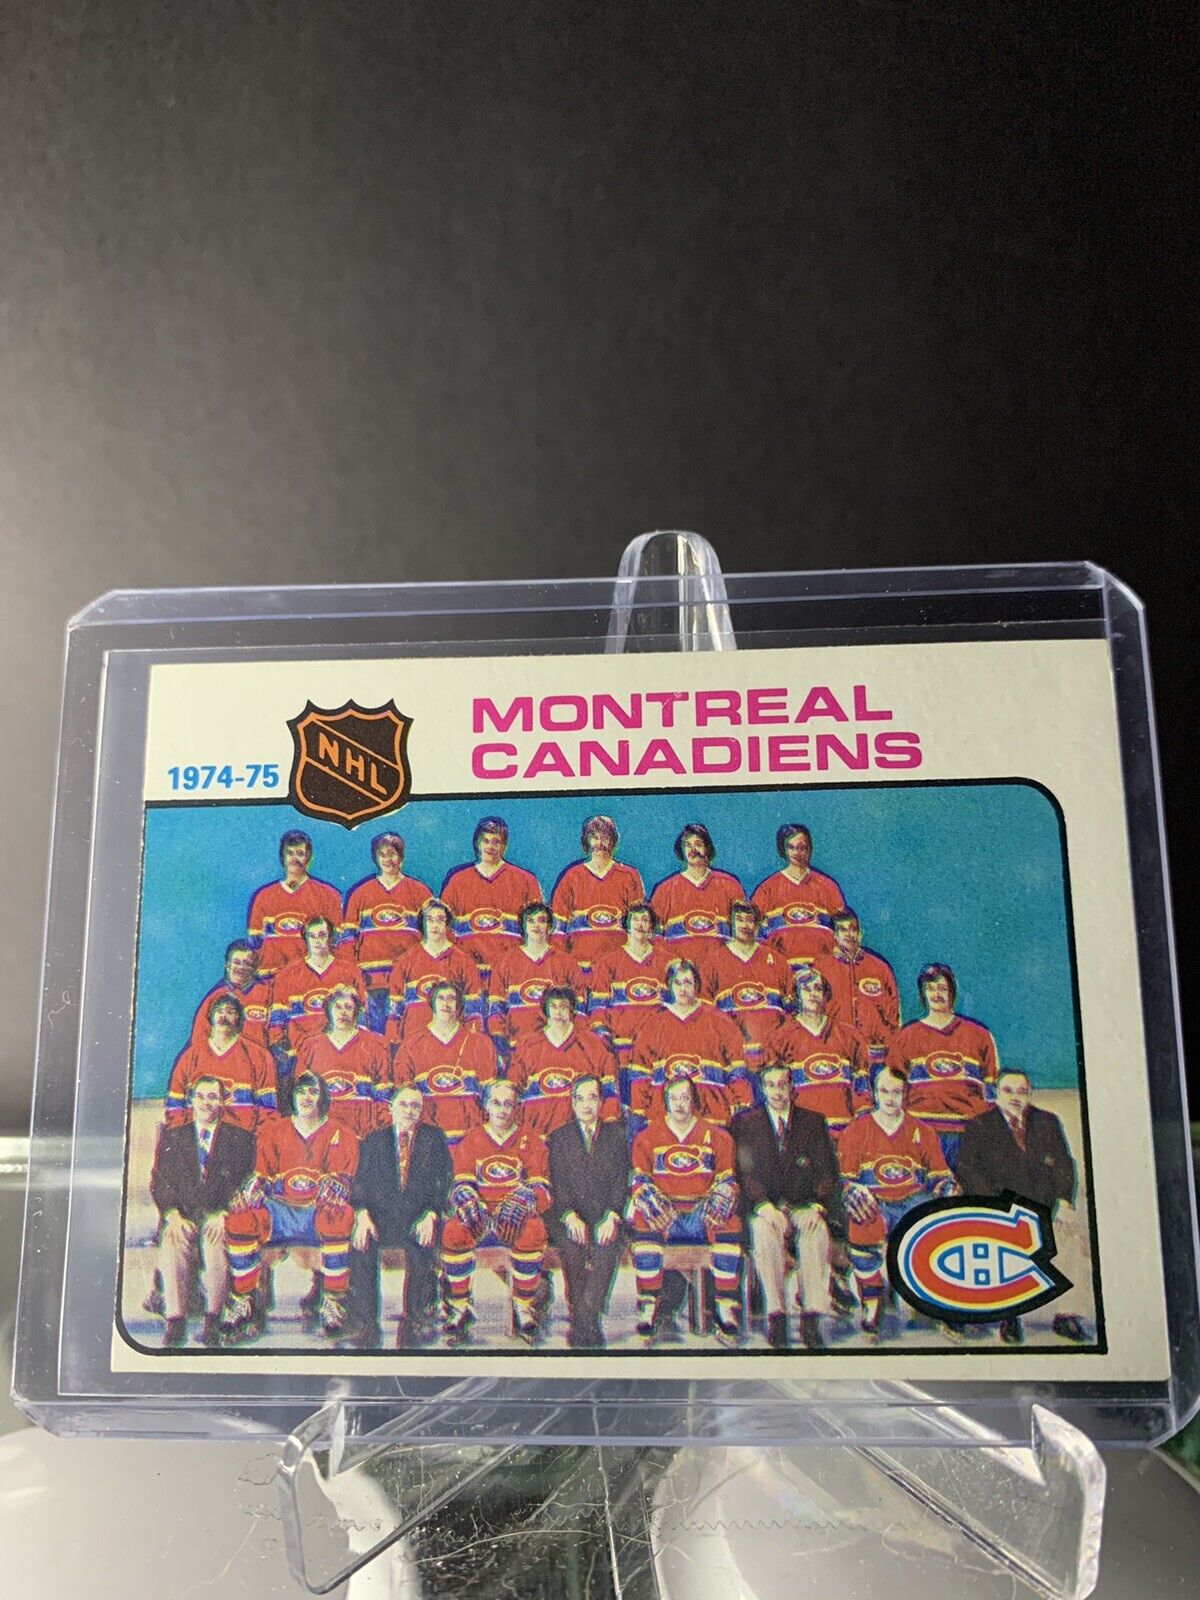 MONTREAL
CANADIENS
1974-75
NHL